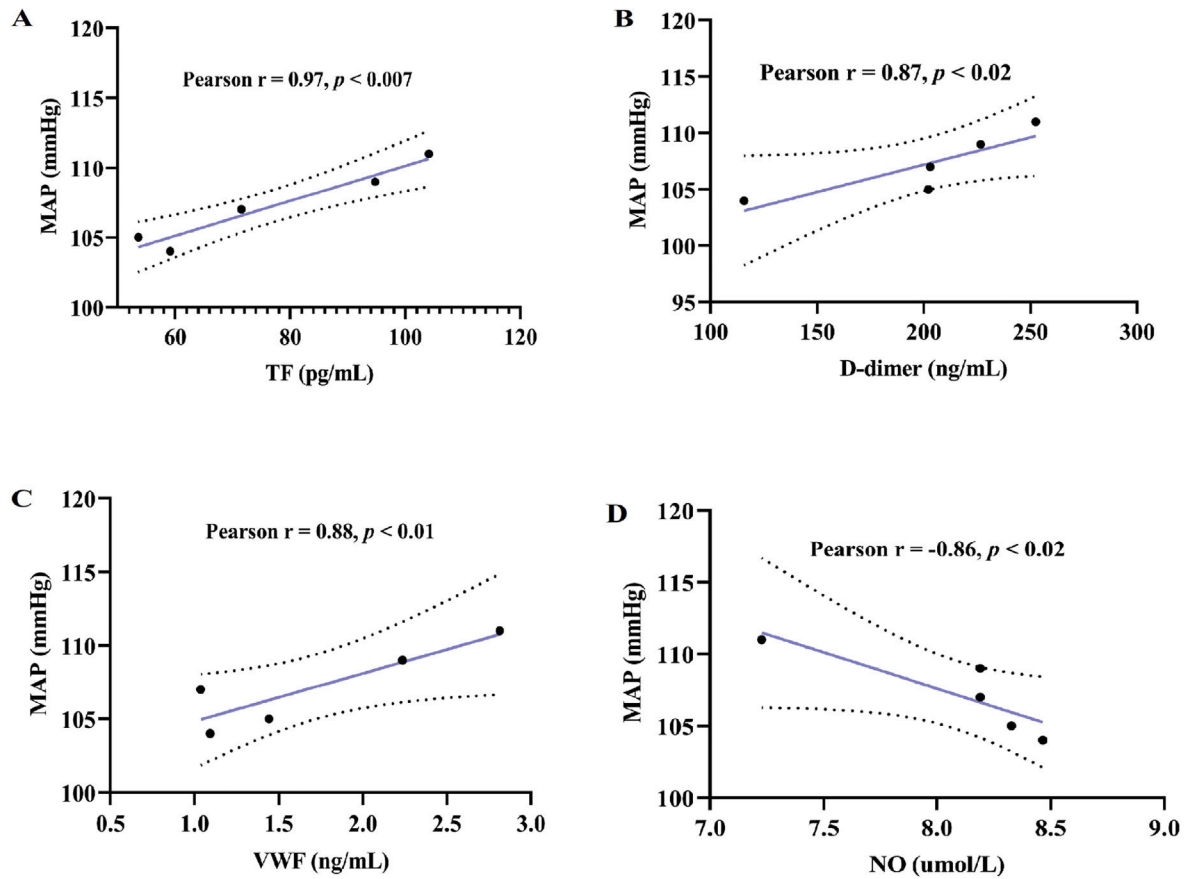 A
120
115
110
105
100
MAP (mmHg)
Pearson r = 0.97, p < 0.007
60
80
100
120
TF (pg/mL)
B
120
115
110
105
100
95
MAP (mmHg)
Pearson r = 0.87, p < 0.02
100
150
200
250
300
D-dimer (ng/mL)
C
120
115
110
105
100
MAP (mmHg)
Pearson r = 0.88, p < 0.01
0.5
1.0
1.5
2.0
2.5
3.0
VWF (ng/mL)
D
120
115
110
105
100
MAP (mmHg)
Pearson r = -0.86, p < 0.02
7.0
7.5
8.0
8.5
9.0
NO (umol/L)